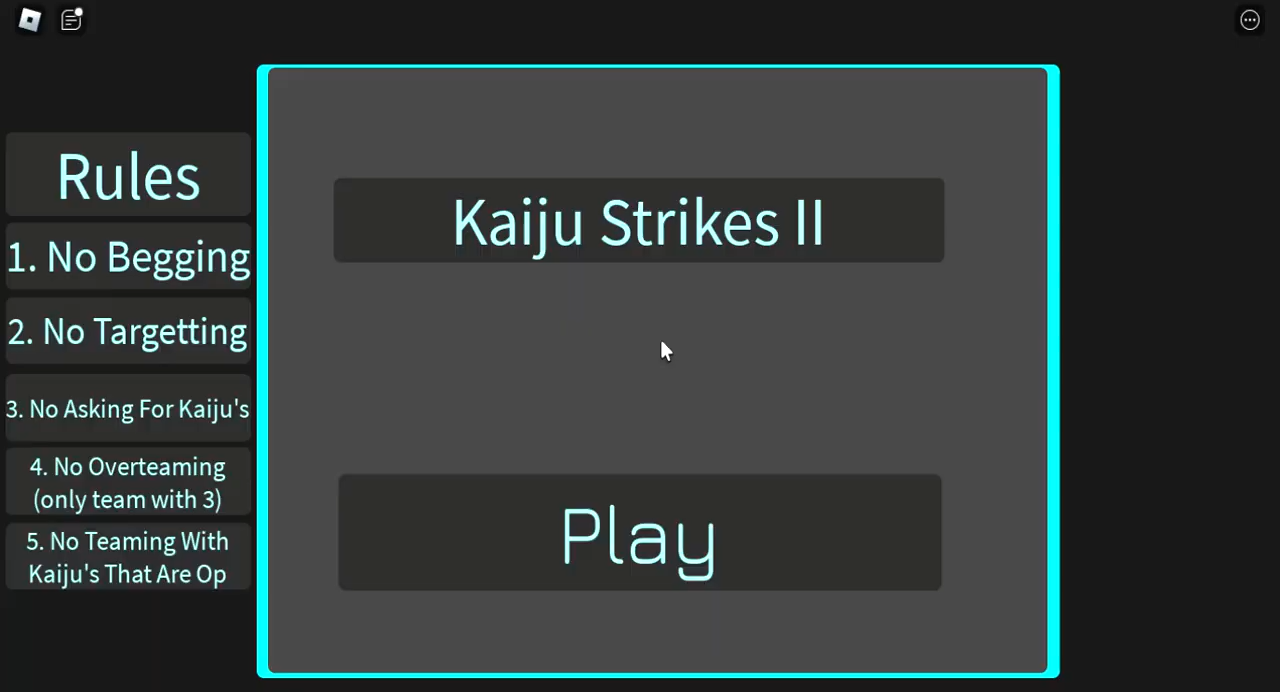 Rules
1. No Begging
2. No Targetting
3. No Asking For Kaiju's
4. No Overteaming
(only team with 3)
5. No Teaming With
Kaiju's That Are Op
Kaiju Strikes II
Play